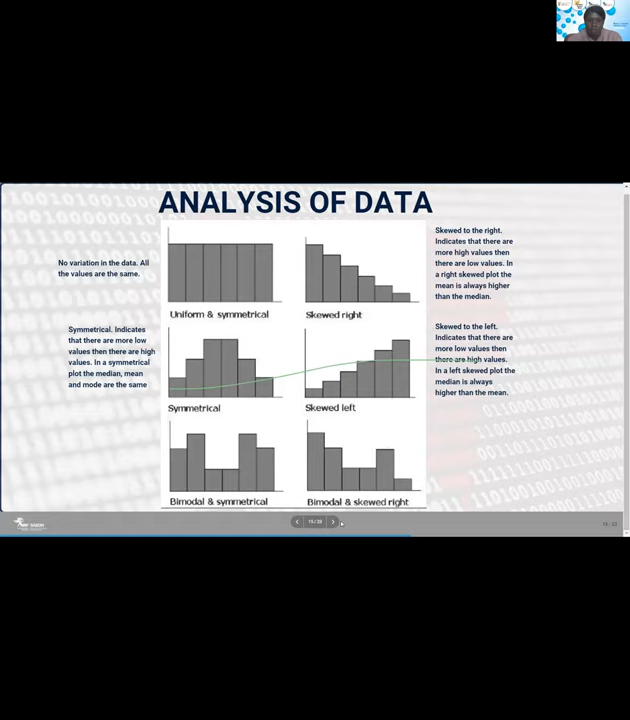 ANALYSIS OF DATA
No variation in the data. All
the values are the same.
Uniform & symmetrical
Skewed right
Skewed to the right.
Indicates that there are
more high values then
there are low values. In
a right skewed plot the
mean is always higher
than the median.
Symmetrical. Indicates
that there are more low
values then there are high
values. In a symmetrical
plot the median, mean
and mode are the same
Symmetrical
Skewed left
Skewed to the left.
Indicates that there are
more low values then
there are high values.
In a left skewed plot the
median is always
higher than the mean.
Bimodal & symmetrical
Bimodal & skewed right